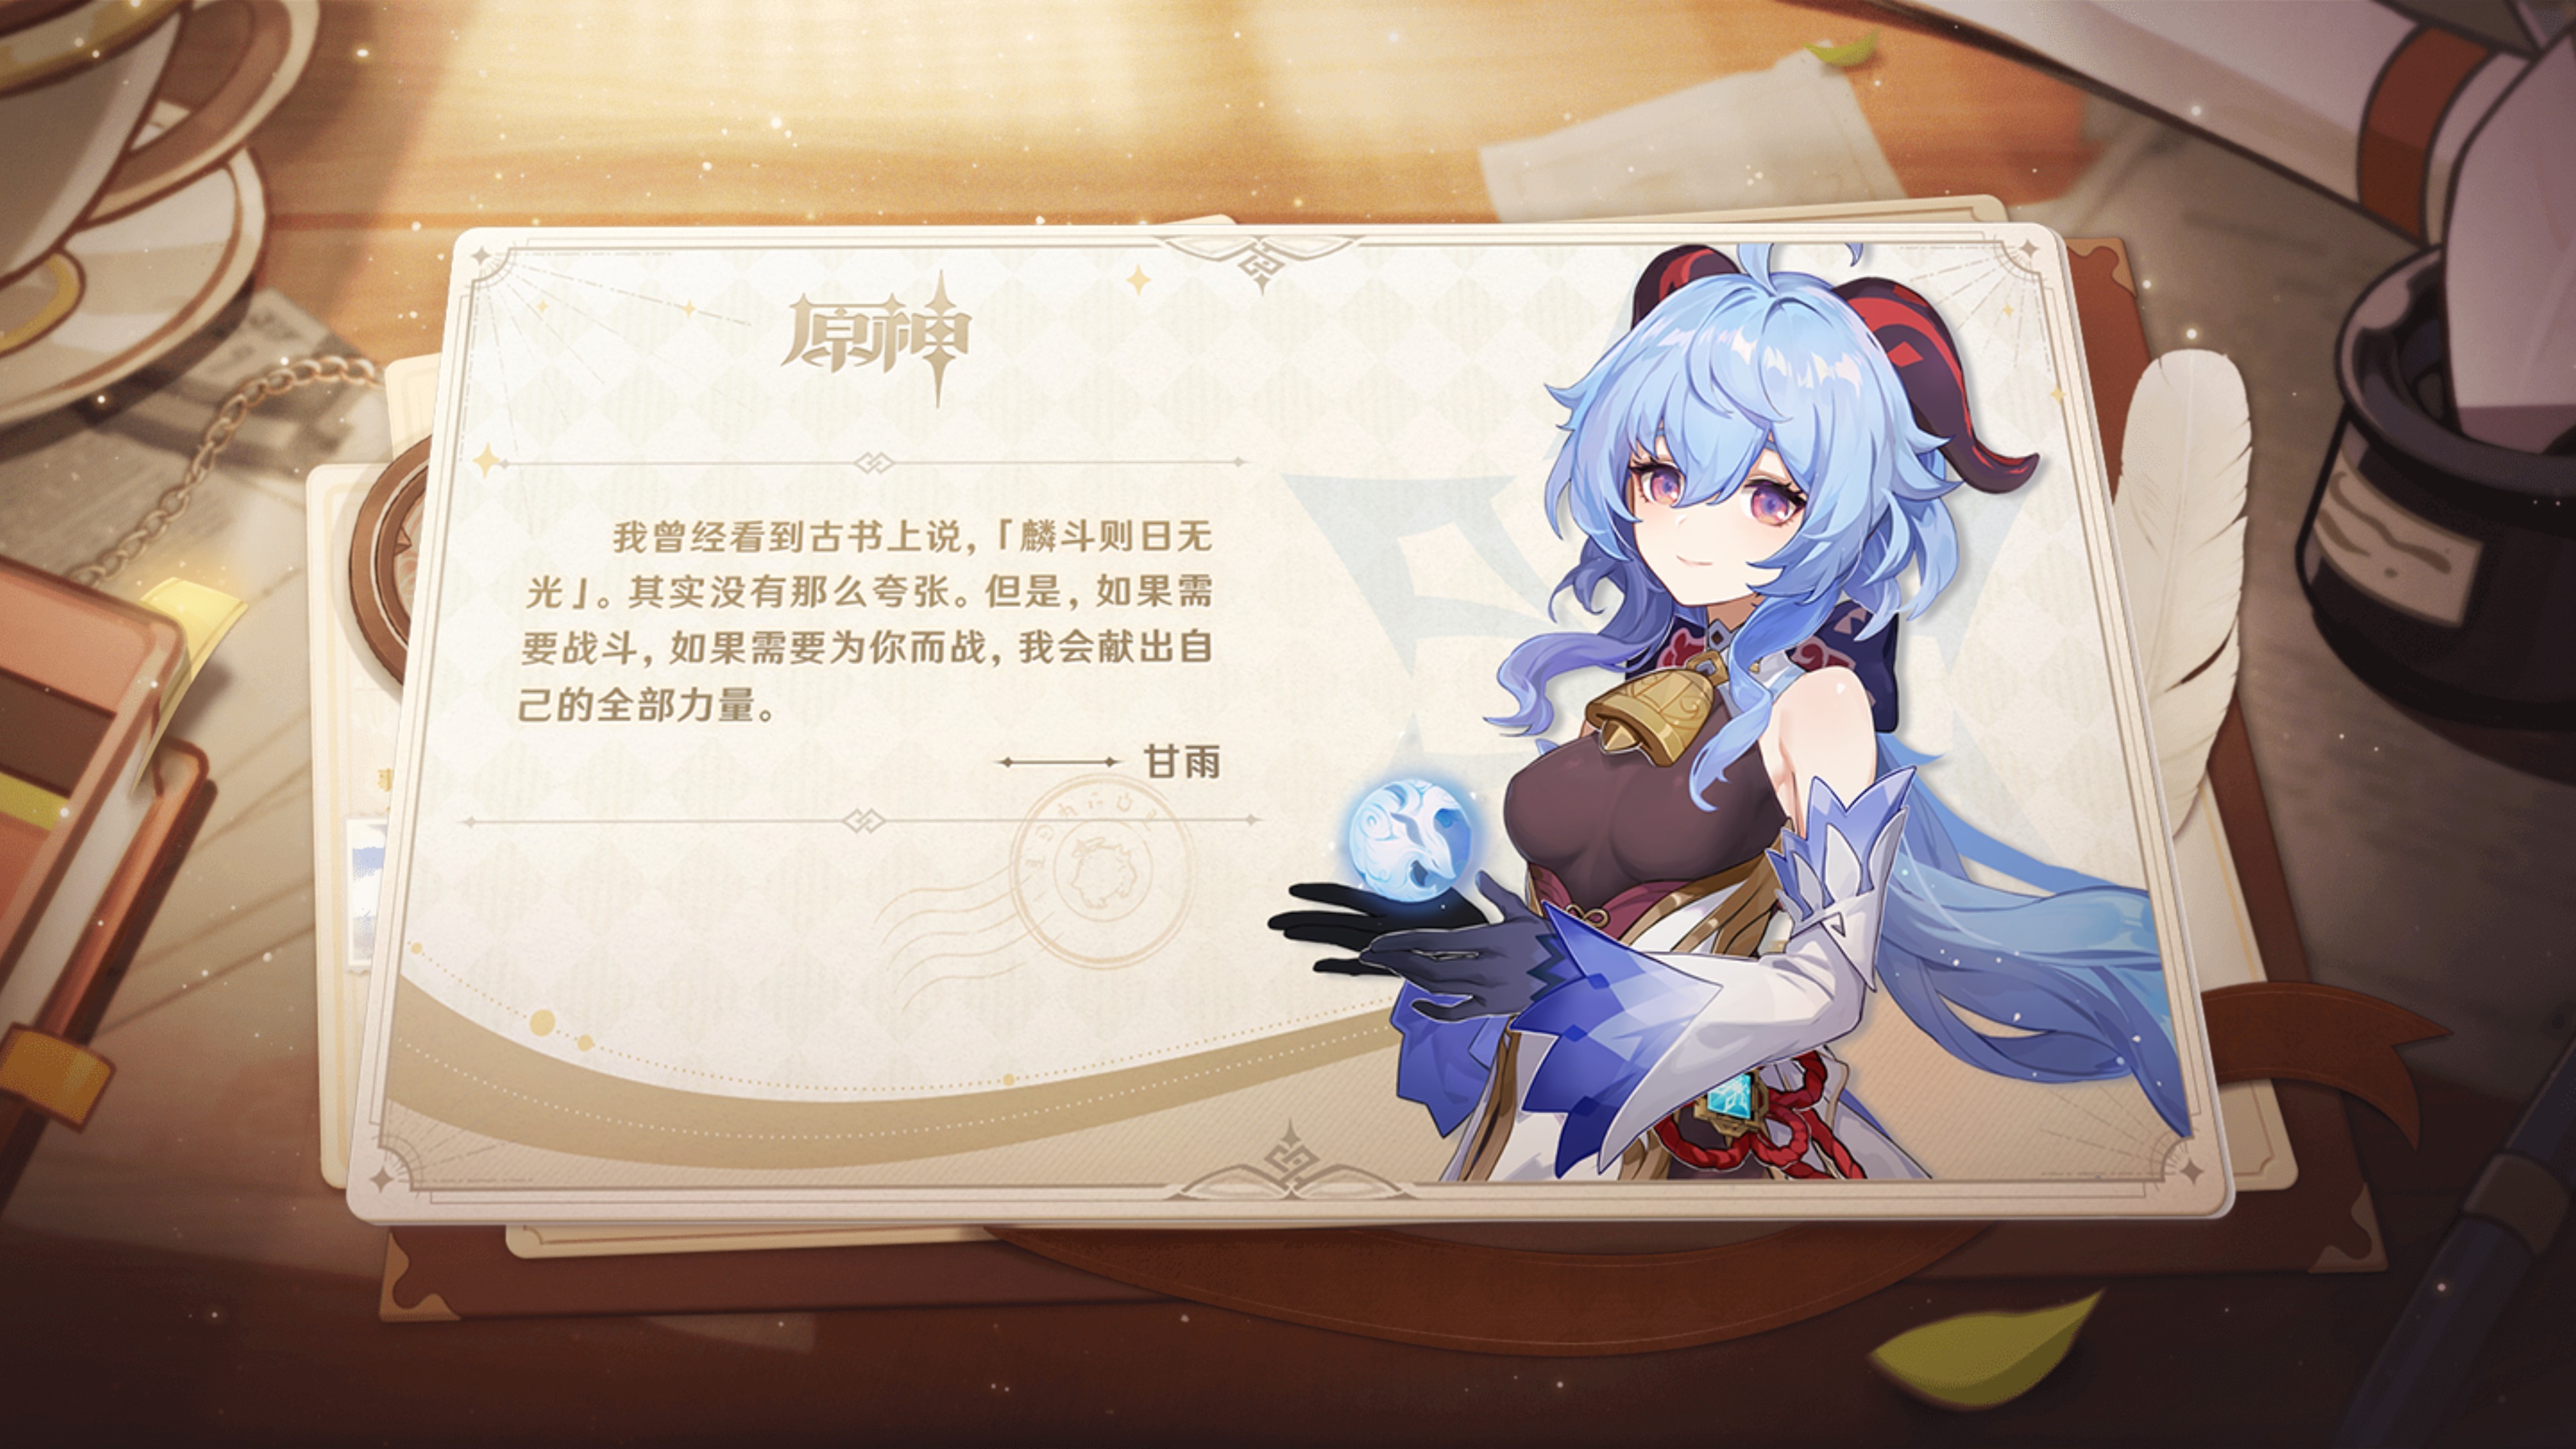 原神
我曾经看到古书上说，「麟斗则日无
光」。其实没有那么夸张。但是，如果需
要战斗，如果需要为你而战，我会献出自
己的全部力量。
甘雨